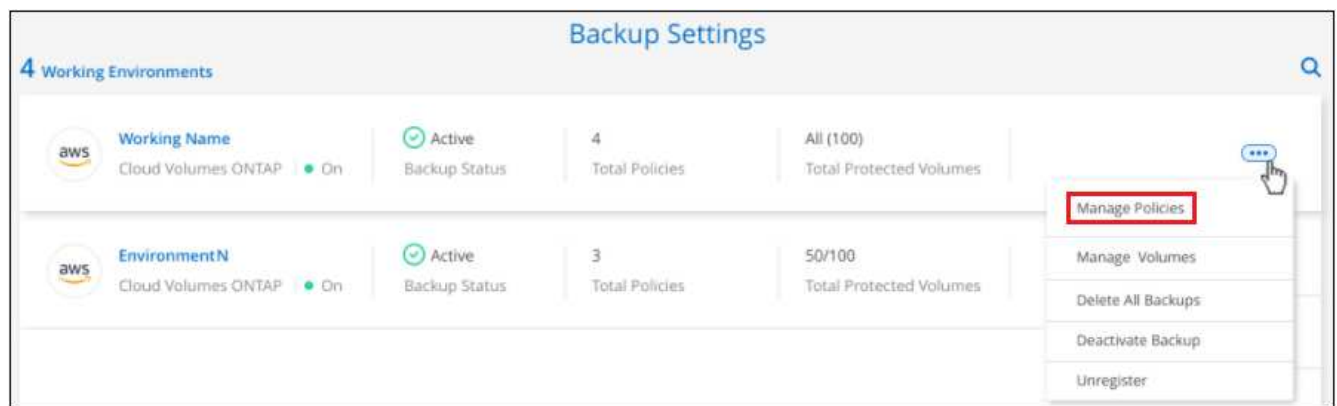 Backup Settings
4 Working Environments
aws
Working Name
Cloud Volumes ONTAP On
Active
Backup Status
4
Total Policies
All (100)
Total Protected Volumes
Manage Policies
Manage Volumes
Delete All Backups
Deactivate Backup
Unregister
aws
EnvironmentN
Cloud Volumes ONTAP On
Active
Backup Status
3
Total Policies
50/100
Total Protected Volumes